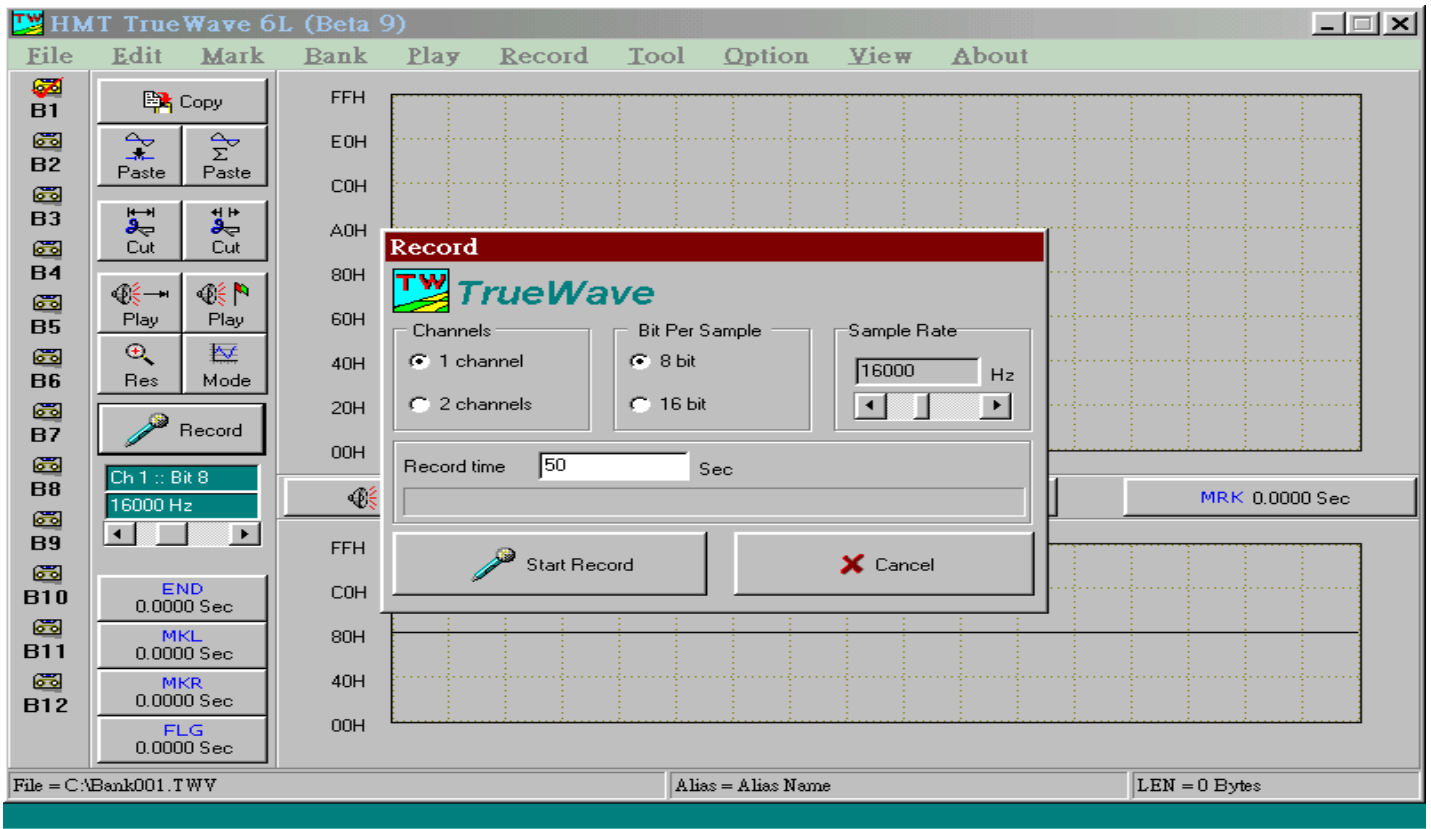 TW HMT TrueWave 6L (Beta 9)
File Edit Mark Bank Play Record Tool Option View About
B1
B2
B3
B4
B5
B6
B7
B8
B9
B10
B11
B12
Copy
Paste Paste
Cut Cut
Play Play
Res Mode
Record
Ch 1 :: Bit 8
16000 Hz
END
0.0000 Sec
MKL
0.0000 Sec
MKR
0.0000 Sec
FLG
0.0000 Sec
FFH
E0H
C0H
A0H
80H
60H
40H
20H
00H
Record
TW TrueWave
Channels
1 channel
2 channels
Bit Per Sample
8 bit
16 bit
Sample Rate
16000 Hz
Record time 50 Sec
Start Record Cancel
MRK 0.0000 Sec
FFH
C0H
80H
40H
00H
File = C:\Bank001.TWV Alias = Alias Name LEN = 0 Bytes